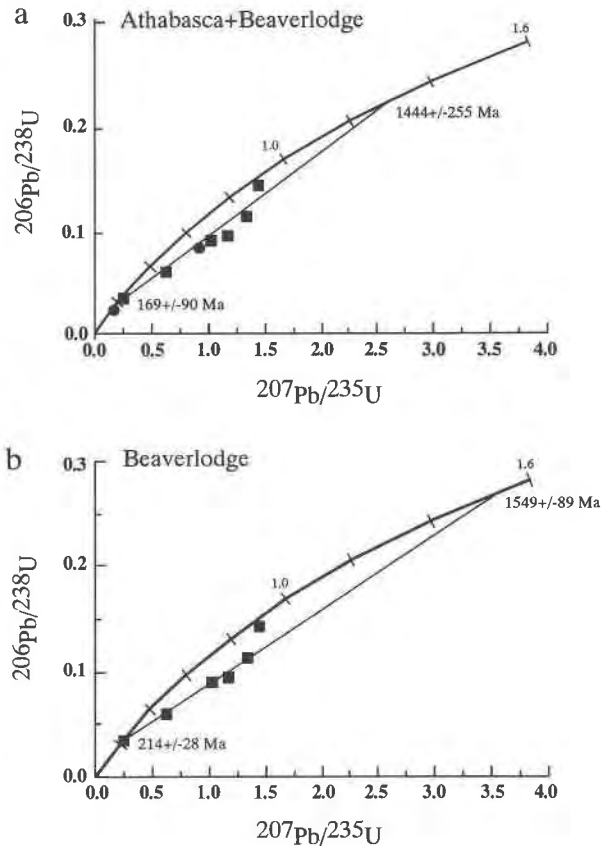 a
Athabasca+Beaverlodge
0.3
1.6
206Pb/238U
0.2
1444+/-255 Ma
1.0
0.1
169+/-90 Ma
0.0
0.0 0.5 1.0 1.5 2.0 2.5 3.0 3.5 4.0
207Pb/235U
b
Beaverlodge
0.3
1.6
206Pb/238U
1549+/-89 Ma
0.2
1.0
0.1
214+/-28 Ma
0.0
0.0 0.5 1.0 1.5 2.0 2.5 3.0 3.5 4.0
207Pb/235U